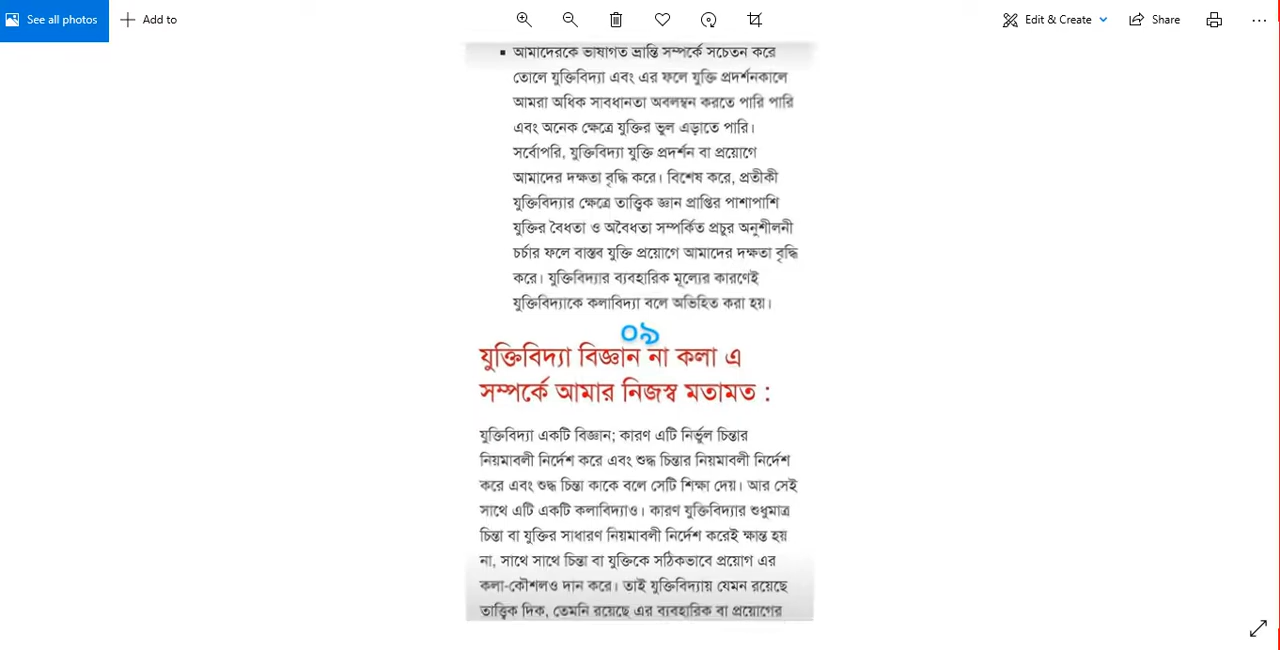 See all photos
Add to
Edit & Create
Share
▪ আমাদেরকে ভাষাগত ভ্রান্তি সম্পর্কে সচেতন করে
তোলে যুক্তিবিদ্যা এবং এর ফলে যুক্তি প্রদর্শনকালে
আমরা অধিক সাবধানতা অবলম্বন করতে পারি পারি
এবং অনেক ক্ষেত্রে যুক্তির ভুল এড়াতে পারি।
সর্বোপরি, যুক্তিবিদ্যা যুক্তি প্রদর্শন বা প্রয়োগে
আমাদের দক্ষতা বৃদ্ধি করে। বিশেষ করে, প্রতীকী
যুক্তিবিদ্যার ক্ষেত্রে তাত্ত্বিক জ্ঞান প্রাপ্তির পাশাপাশি
যুক্তির বৈধতা ও অবৈধতা সম্পর্কিত প্রচুর অনুশীলনী
চর্চার ফলে বাস্তব যুক্তি প্রয়োগে আমাদের দক্ষতা বৃদ্ধি
করে। যুক্তিবিদ্যার ব্যবহারিক মূল্যের কারণেই
যুক্তিবিদ্যাকে কলাবিদ্যা বলে অভিহিত করা হয়।
০৯
যুক্তিবিদ্যা বিজ্ঞান না কলা এ
সম্পর্কে আমার নিজস্ব মতামত :
যুক্তিবিদ্যা একটি বিজ্ঞান; কারণ এটি নির্ভুল চিন্তার
নিয়মাবলী নির্দেশ করে এবং শুদ্ধ চিন্তার নিয়মাবলী নির্দেশ
করে এবং শুদ্ধ চিন্তা কাকে বলে সেটি শিক্ষা দেয়। আর সেই
সাথে এটি একটি কলাবিদ্যাও। কারণ যুক্তিবিদ্যার শুধুমাত্র
চিন্তা বা যুক্তির সাধারণ নিয়মাবলী নির্দেশ করেই ক্ষান্ত হয়
না, সাথে সাথে চিন্তা বা যুক্তিকে সঠিকভাবে প্রয়োগ এর
কলা-কৌশলও দান করে। তাই যুক্তিবিদ্যায় যেমন রয়েছে
তাত্ত্বিক দিক, তেমনি রয়েছে এর ব্যবহারিক বা প্রয়োগের